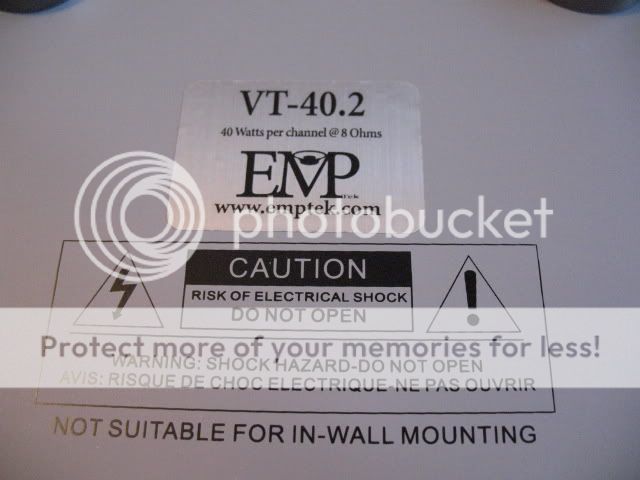 VT-40.2
40 Watts per channel @ 8 Ohms
EMP
Tek
www.emptek.com
photobucket
CAUTION
RISK OF ELECTRICAL SHOCK
DO NOT OPEN
Protect more of your memories for less!
WARNING: SHOCK HAZARD-DO NOT OPEN
AVIS: RISQUE DE CHOC ELECTRIQUE-NE PAS OUVRIR
NOT SUITABLE FOR IN-WALL MOUNTING